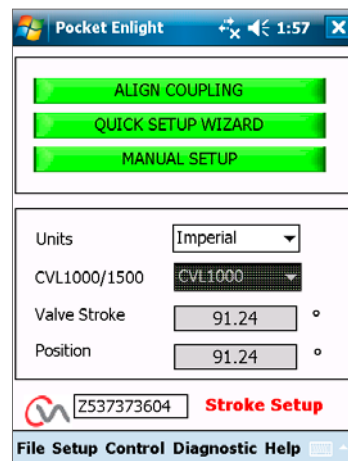 Pocket Enlight 1:57 X
ALIGN COUPLING
QUICK SETUP WIZARD
MANUAL SETUP
Units Imperial
CVL1000/1500 CVL1000
Valve Stroke 91.24 °
Position 91.24 °
Z537373604 Stroke Setup
File Setup Control Diagnostic Help